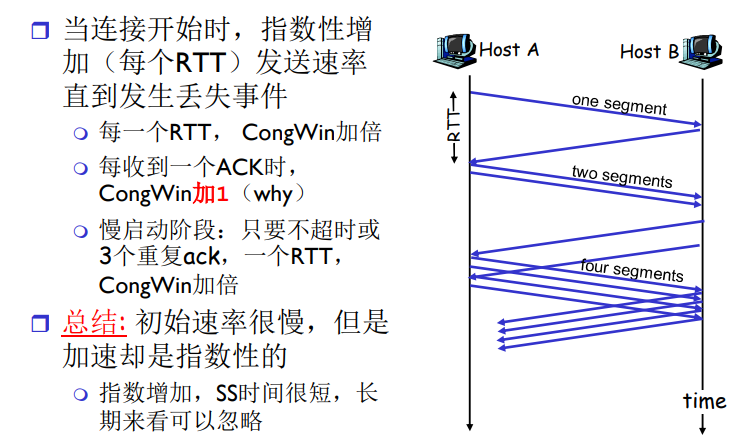 当连接开始时，指数性增
加（每个RTT）发送速率
直到发生丢失事件
每一个RTT， CongWin加倍
每收到一个ACK时，
CongWin加1（why）
慢启动阶段：只要不超时或
3个重复ack，一个RTT，
CongWin加倍
总结: 初始速率很慢，但是
加速却是指数性的
指数增加，SS时间很短，长
期来看可以忽略
Host A
Host B
RTT
one segment
two segments
four segments
time